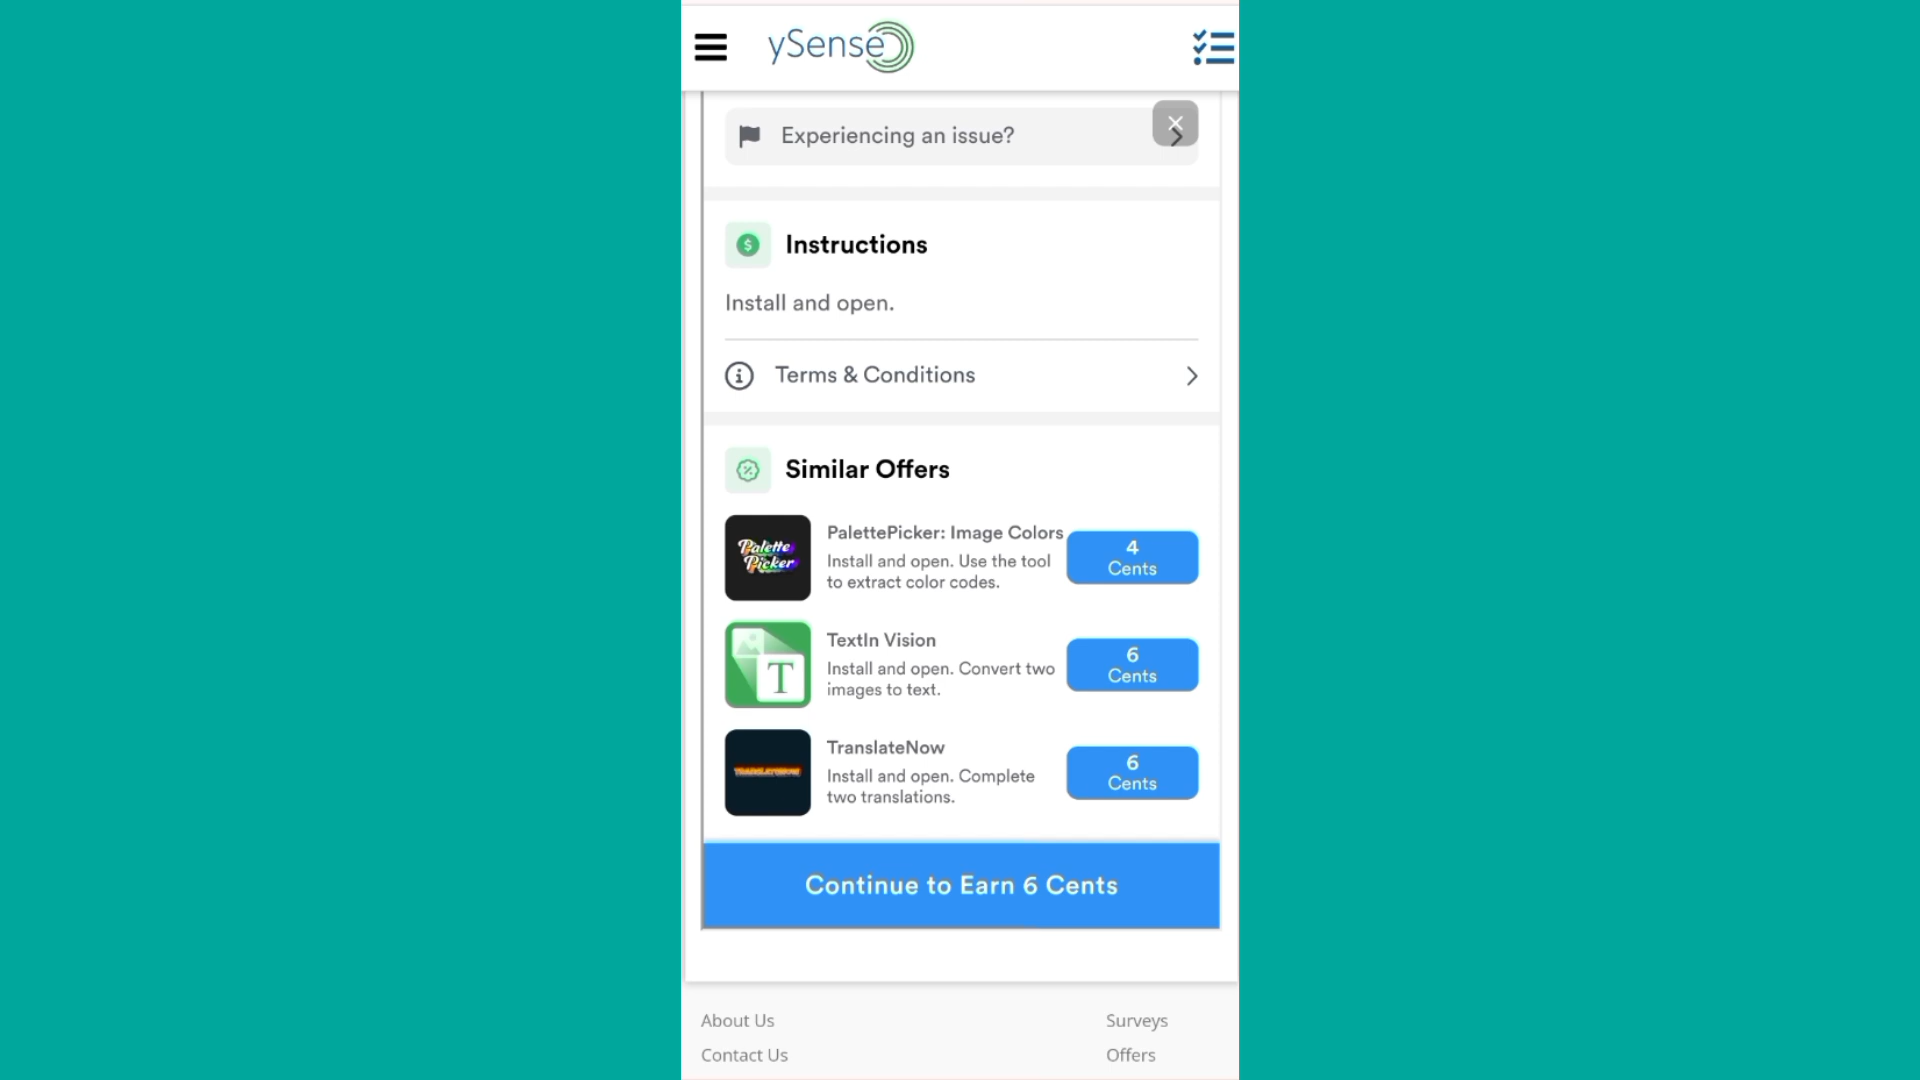 ySense
Experiencing an issue?
Instructions
Install and open.
Terms & Conditions
Similar Offers
Palette
Picker
PalettePicker: Image Colors
Install and open. Use the tool
to extract color codes.
4
Cents
T
TextIn Vision
Install and open. Convert two
images to text.
6
Cents
TRANSLATENOW
TranslateNow
Install and open. Complete
two translations.
6
Cents
Continue to Earn 6 Cents
About Us
Surveys
Contact Us
Offers